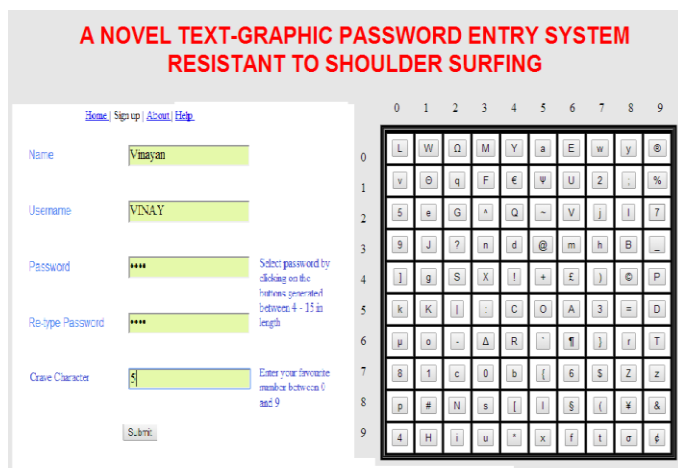 A NOVEL TEXT-GRAPHIC PASSWORD ENTRY SYSTEM
RESISTANT TO SHOULDER SURFING
Home | Sign up | About | Help
Name Vinayan
Username VINAY
Password **** Select password by
clicking on the
buttons generated
between 4 - 15 in
length
Re-type Password ****
Crave Character 5 Enter your favourite
number between 0
and 9
Submit
0 1 2 3 4 5 6 7 8 9
0 L W Ω M Y a E w y ®
1 v Θ q F € Ψ U 2 ; %
2 5 e G ^ Q ~ V j l 7
3 9 J ? n d @ m h B _
4 ] g S X ! + £ ) © P
5 k K | : C O A 3 = D
6 µ o - Δ R ` ¶ } r T
7 8 1 c 0 b { 6 $ Z z
8 p # N s [ I § ( ¥ &
9 4 H i u * x f t σ ¢